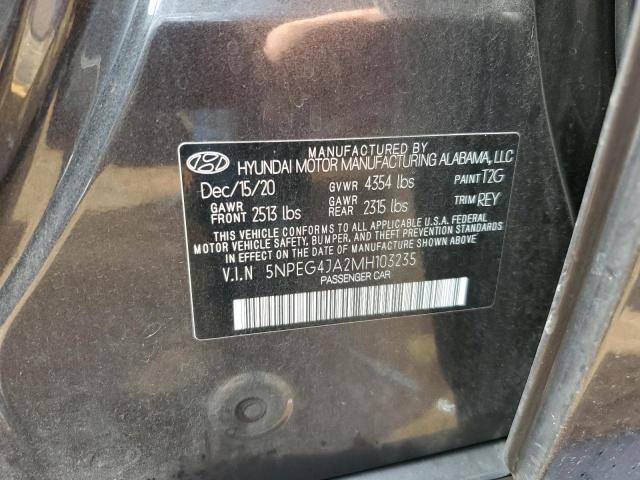 MANUFACTURED BY
HYUNDAI MOTOR MANUFACTURING ALABAMA, LLC
Dec/15/20 GVWR 4354 lbs PAINT T2G
GAWR FRONT 2513 lbs GAWR REAR 2315 lbs TRIM REY
THIS VEHICLE CONFORMS TO ALL APPLICABLE U.S.A. FEDERAL
MOTOR VEHICLE SAFETY, BUMPER, AND THEFT PREVENTION STANDARDS
IN EFFECT ON THE DATE OF MANUFACTURE SHOWN ABOVE.
V.I.N 5NPEG4JA2MH103235
PASSENGER CAR